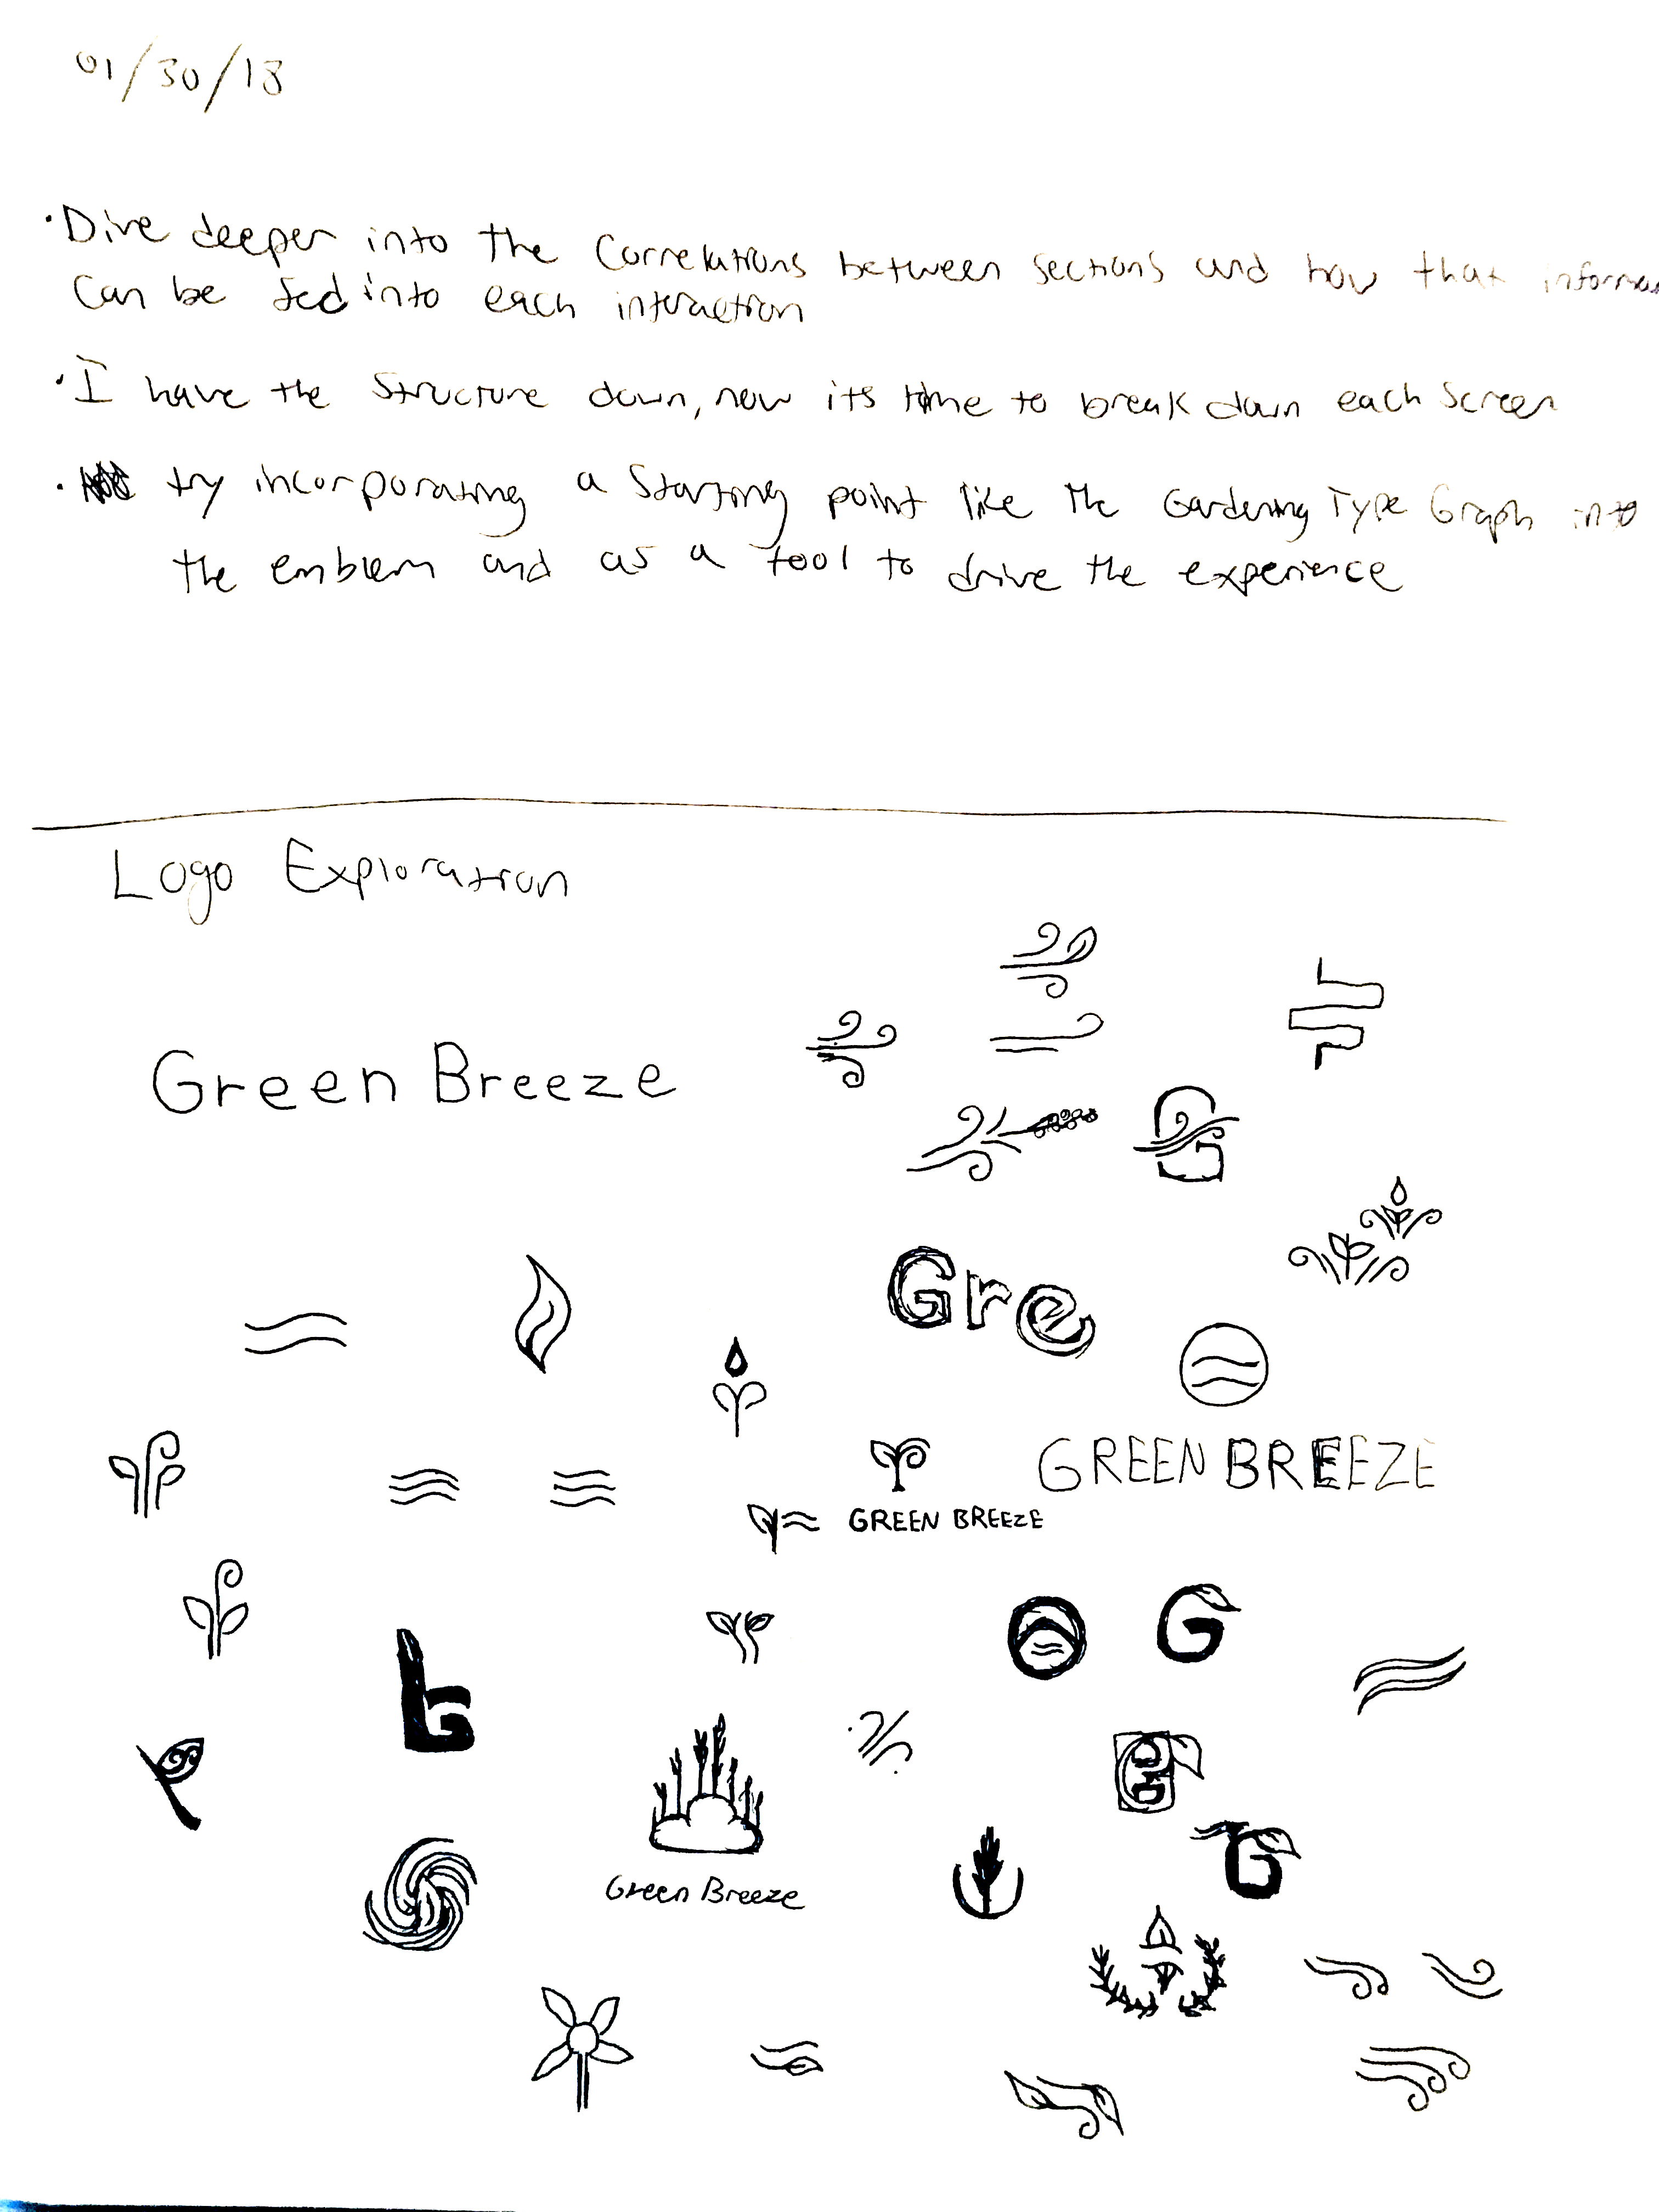 01/30/18
· Dive deeper into the Correlations between sections and how that informa
Can be fed into each interaction
· I have the Structure down, now its time to break down each Screen
· try incorporating a Starting point like the Gardening Type Graph into
the emblem and as a tool to drive the experience
Logo Exploration
Green Breeze
G
Gre
GREEN BREEZE
GREEN BREEZE
G
b
G
G
Green Breeze